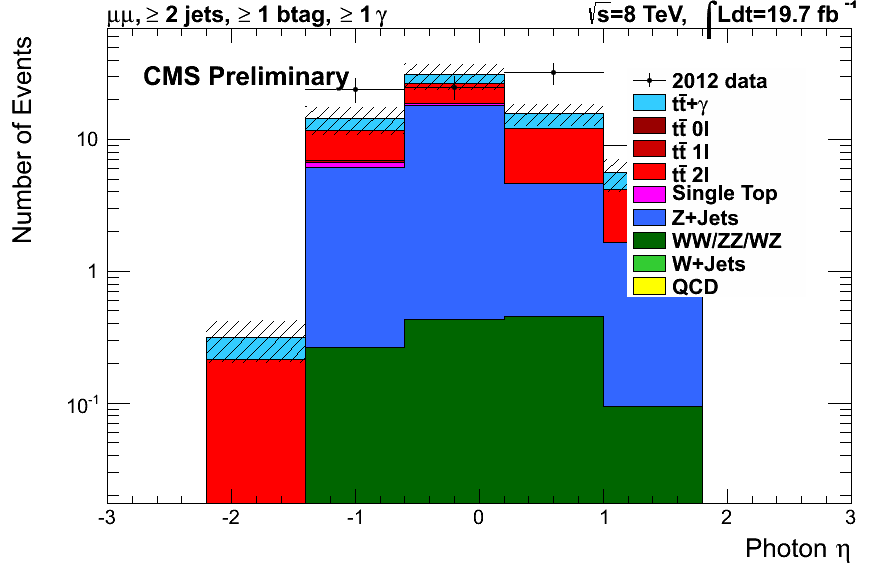 μμ, ≥ 2 jets, ≥ 1 btag, ≥ 1 γ
√s=8 TeV, ∫Ldt=19.7 fb⁻¹
CMS Preliminary
Number of Events
10
1
10⁻¹
2012 data
tt̄+γ
tt̄ 0l
tt̄ 1l
tt̄ 2l
Single Top
Z+Jets
WW/ZZ/WZ
W+Jets
QCD
-3 -2 -1 0 1 2 3
Photon η